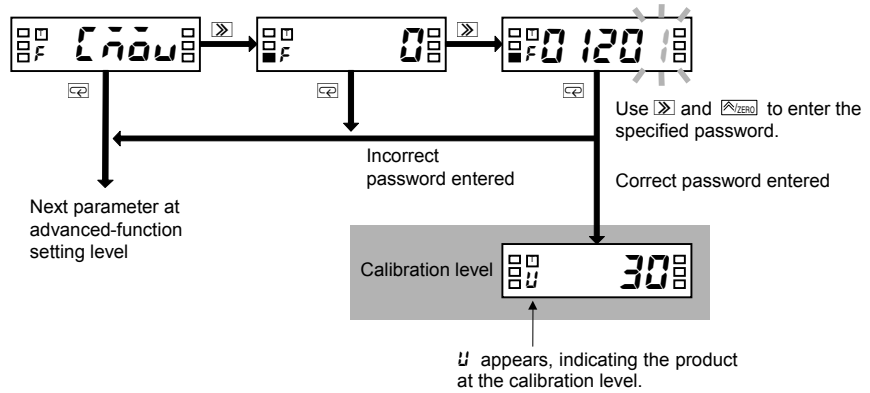 T
F
T
F
0
T
F 01201
Use and /ZERO to enter the
specified password.
Incorrect
password entered
Correct password entered
Next parameter at
advanced-function
setting level
Calibration level
T
U
30
U appears, indicating the product
at the calibration level.